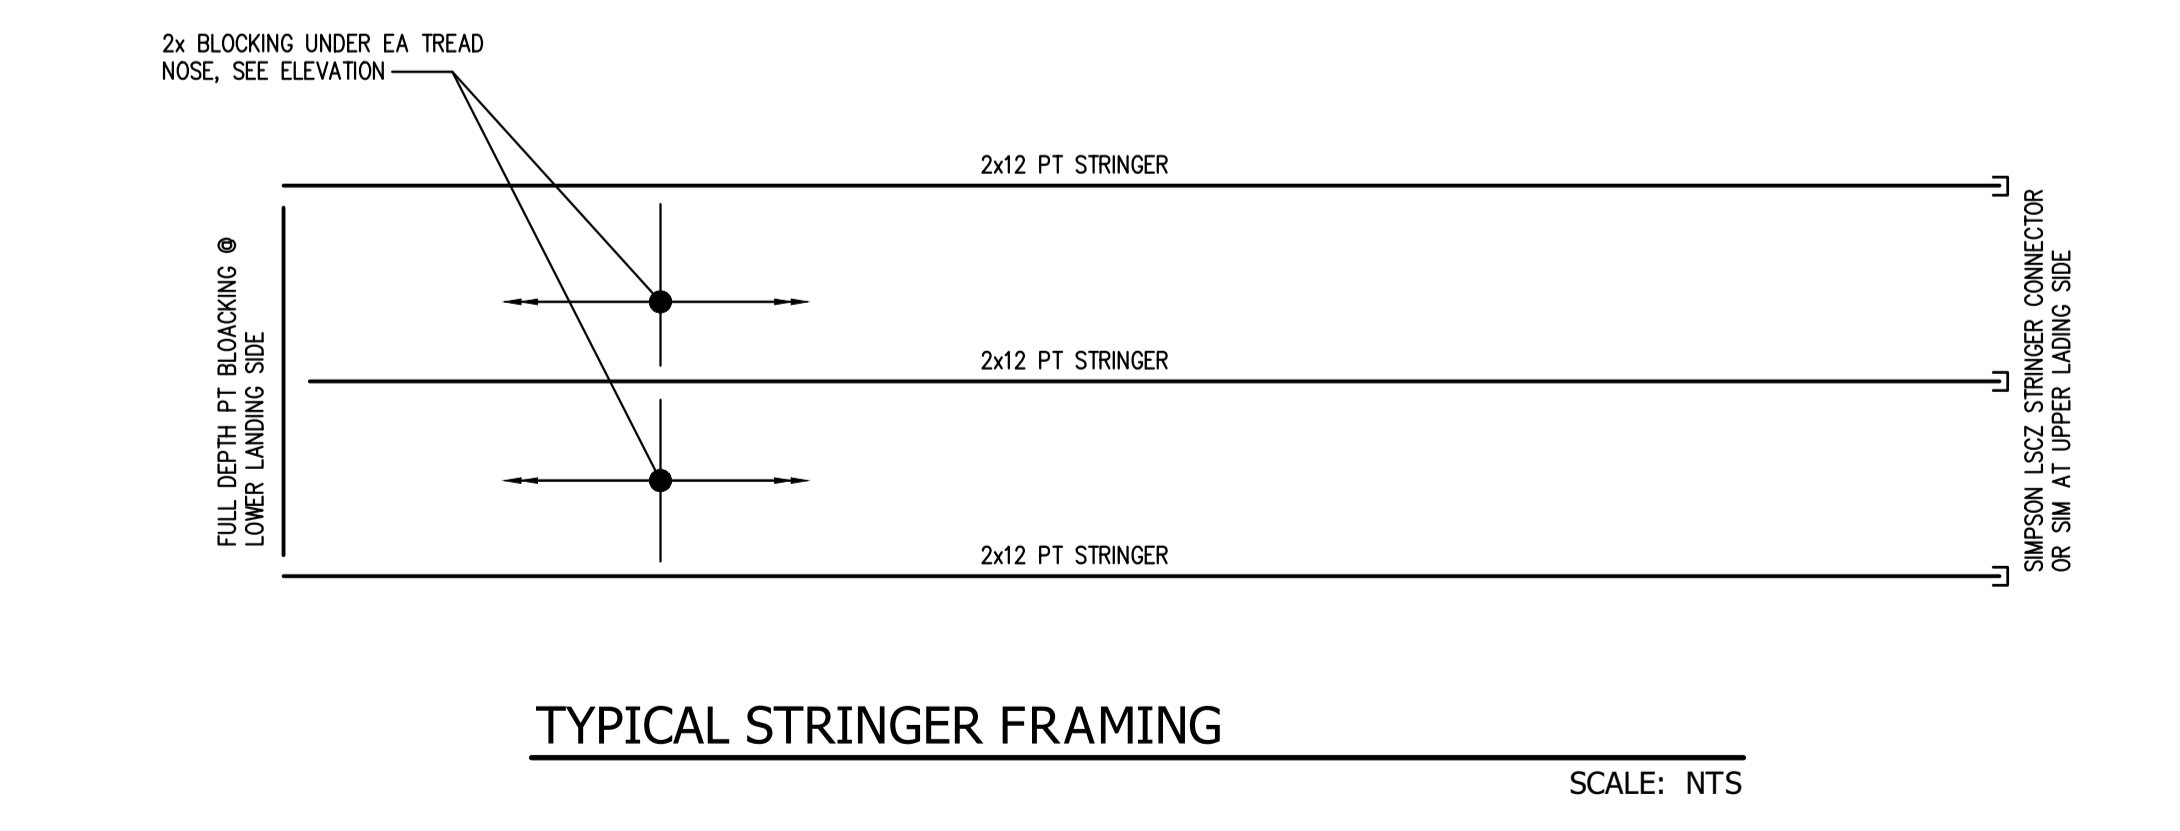 2x BLOCKING UNDER EA TREAD
NOSE, SEE ELEVATION
2x12 PT STRINGER
FULL DEPTH PT BLOACKING @
LOWER LANDING SIDE
2x12 PT STRINGER
SIMPSON LSCZ STRINGER CONNECTOR
OR SIM AT UPPER LADING SIDE
2x12 PT STRINGER
TYPICAL STRINGER FRAMING
SCALE: NTS